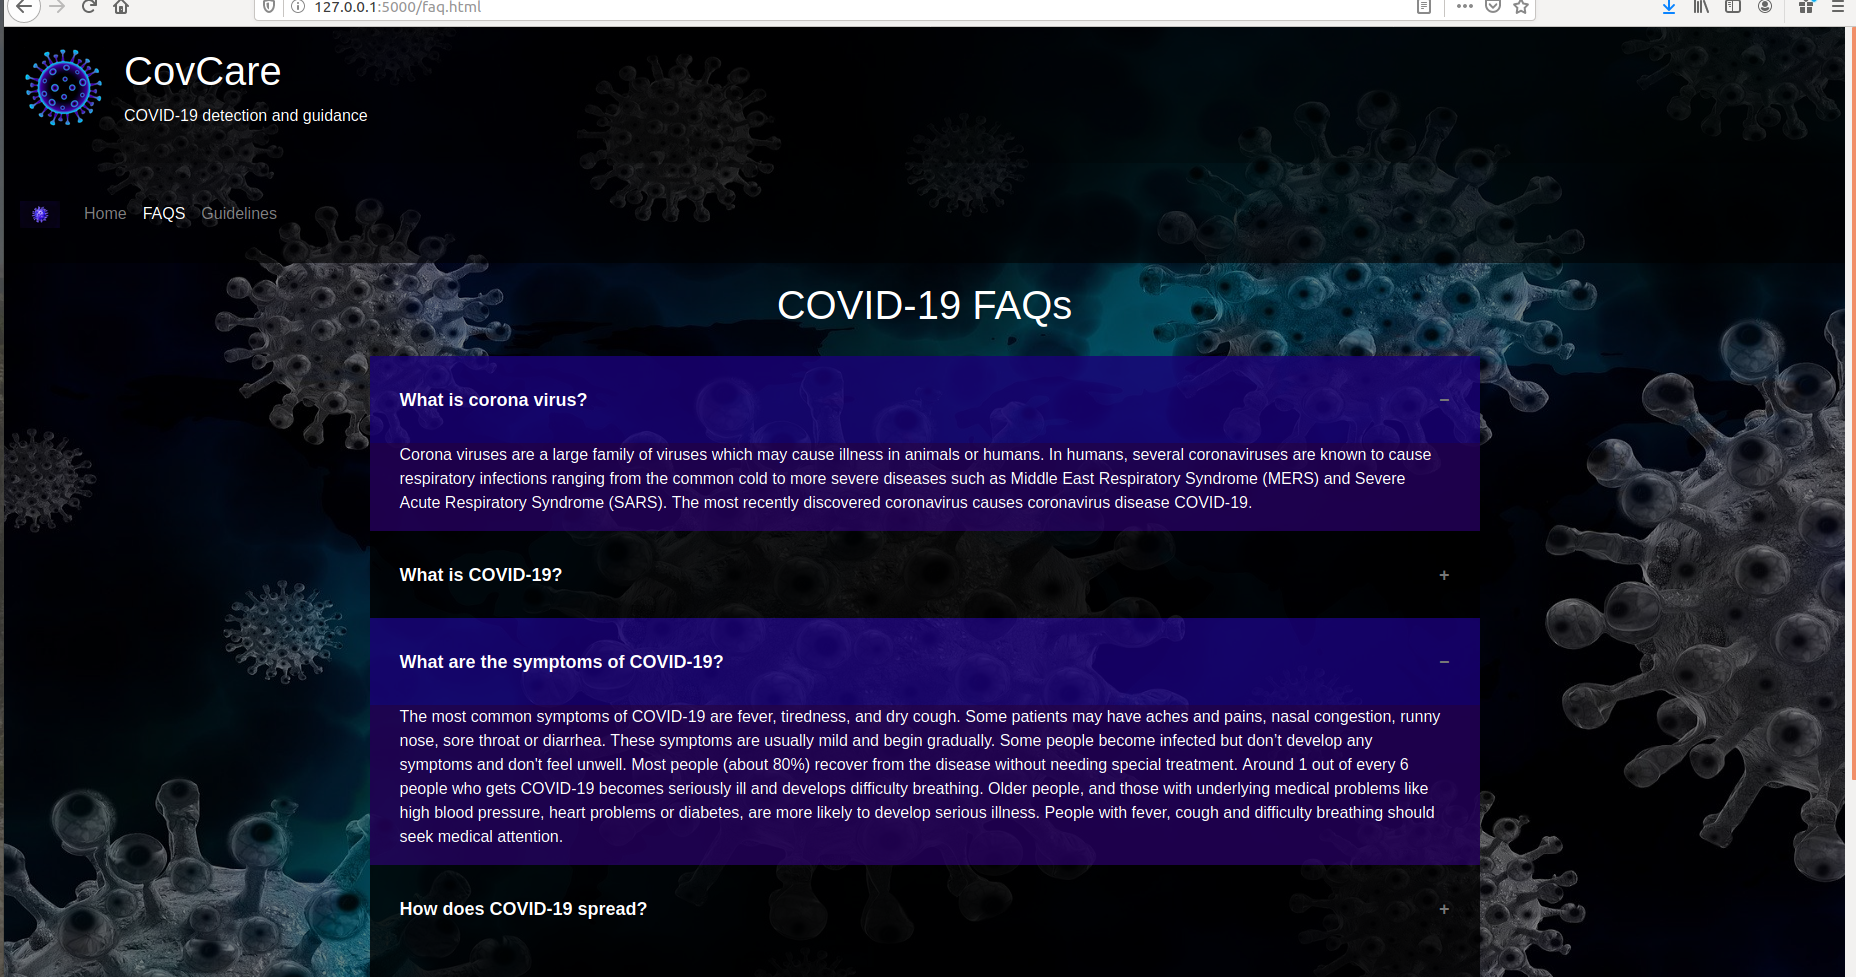 127.0.0.1:5000/faq.html
CovCare
COVID-19 detection and guidance
Home FAQS Guidelines
COVID-19 FAQs
What is corona virus? −
Corona viruses are a large family of viruses which may cause illness in animals or humans. In humans, several coronaviruses are known to cause
respiratory infections ranging from the common cold to more severe diseases such as Middle East Respiratory Syndrome (MERS) and Severe
Acute Respiratory Syndrome (SARS). The most recently discovered coronavirus causes coronavirus disease COVID-19.
What is COVID-19? +
What are the symptoms of COVID-19? −
The most common symptoms of COVID-19 are fever, tiredness, and dry cough. Some patients may have aches and pains, nasal congestion, runny
nose, sore throat or diarrhea. These symptoms are usually mild and begin gradually. Some people become infected but don’t develop any
symptoms and don't feel unwell. Most people (about 80%) recover from the disease without needing special treatment. Around 1 out of every 6
people who gets COVID-19 becomes seriously ill and develops difficulty breathing. Older people, and those with underlying medical problems like
high blood pressure, heart problems or diabetes, are more likely to develop serious illness. People with fever, cough and difficulty breathing should
seek medical attention.
How does COVID-19 spread? +